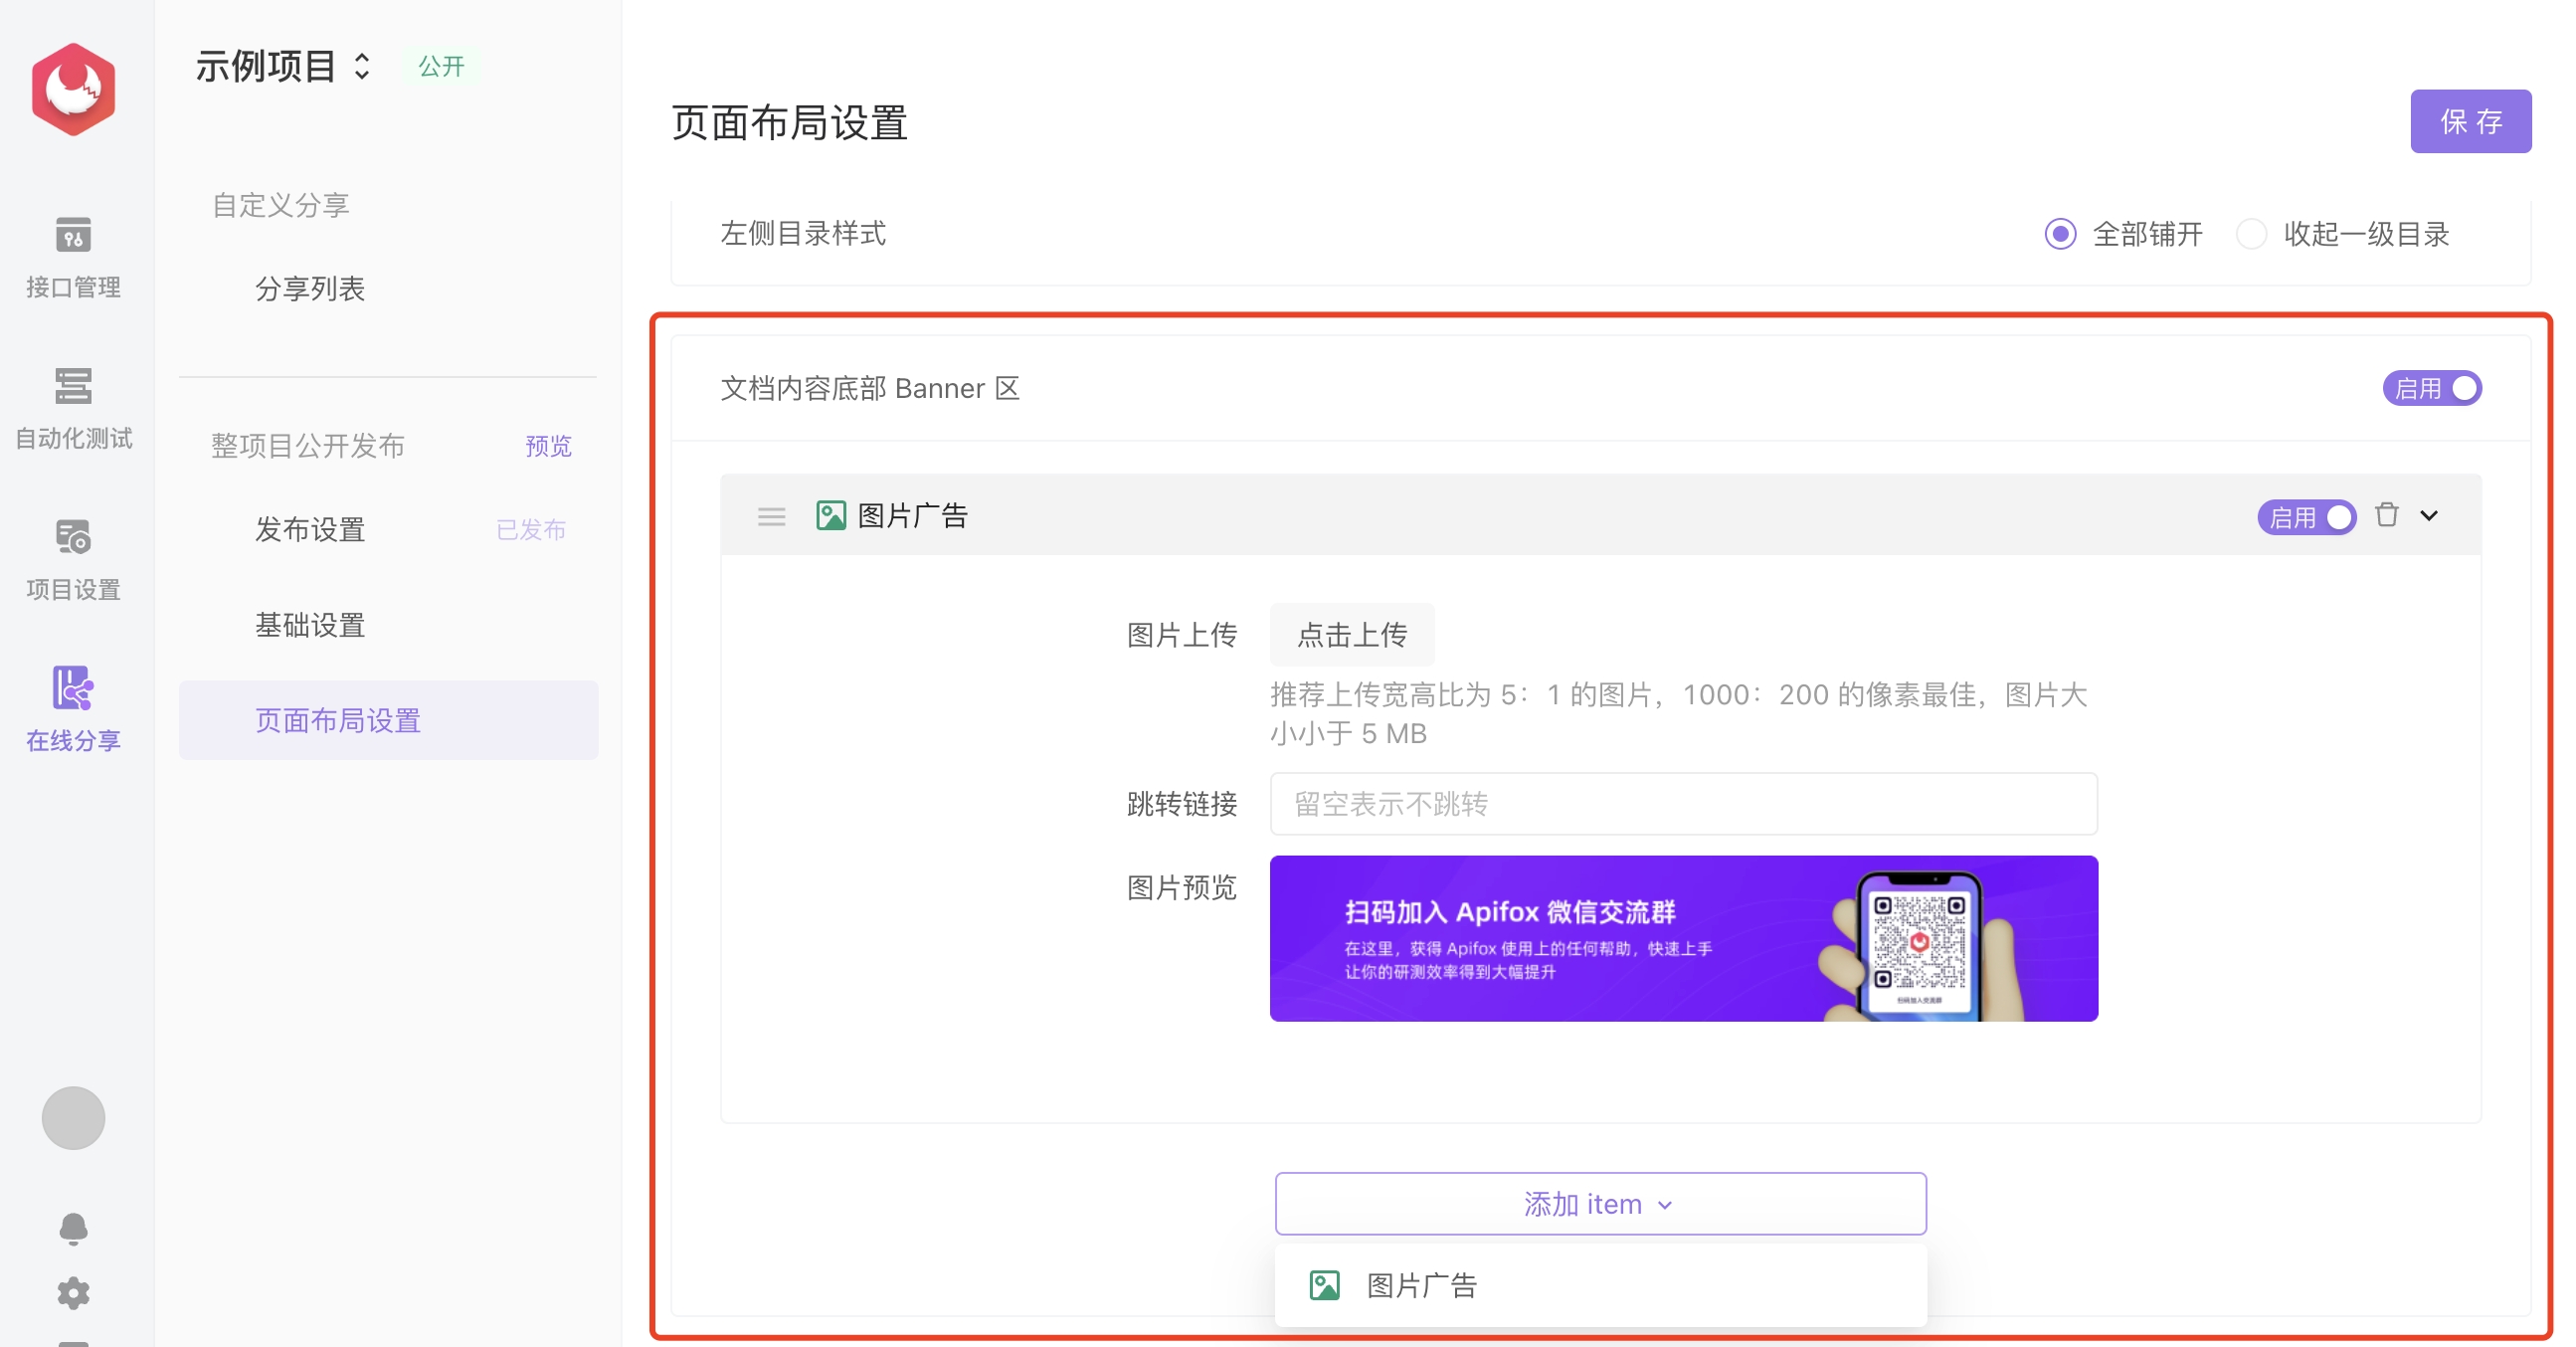 示例项目
公开
接口管理
自动化测试
项目设置
在线分享
自定义分享
分享列表
整项目公开发布
预览
发布设置
已发布
基础设置
页面布局设置
页面布局设置
保 存
左侧目录样式
全部铺开
收起一级目录
文档内容底部 Banner 区
启用
图片广告
启用
图片上传
点击上传
推荐上传宽高比为 5：1 的图片，1000：200 的像素最佳，图片大
小小于 5 MB
跳转链接
留空表示不跳转
图片预览
扫码加入 Apifox 微信交流群
在这里，获得 Apifox 使用上的任何帮助，快速上手
让你的研测效率得到大幅提升
扫码加入交流群
添加 item
图片广告